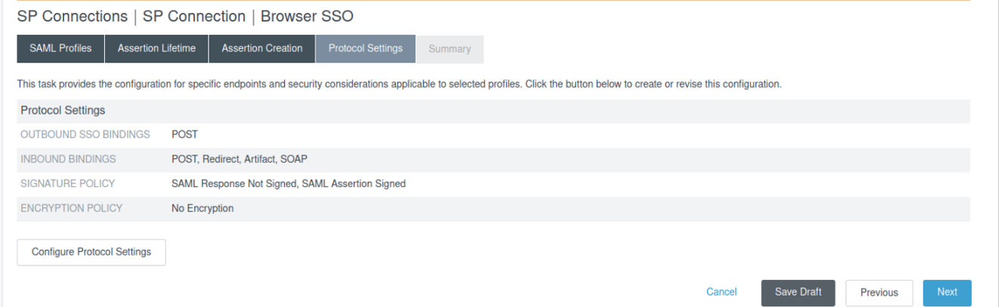 SP Connections | SP Connection | Browser SSO
SAML Profiles Assertion Lifetime Assertion Creation Protocol Settings Summary
This task provides the configuration for specific endpoints and security considerations applicable to selected profiles. Click the button below to create or revise this configuration.
Protocol Settings
OUTBOUND SSO BINDINGS POST
INBOUND BINDINGS POST, Redirect, Artifact, SOAP
SIGNATURE POLICY SAML Response Not Signed, SAML Assertion Signed
ENCRYPTION POLICY No Encryption
Configure Protocol Settings
Cancel Save Draft Previous Next